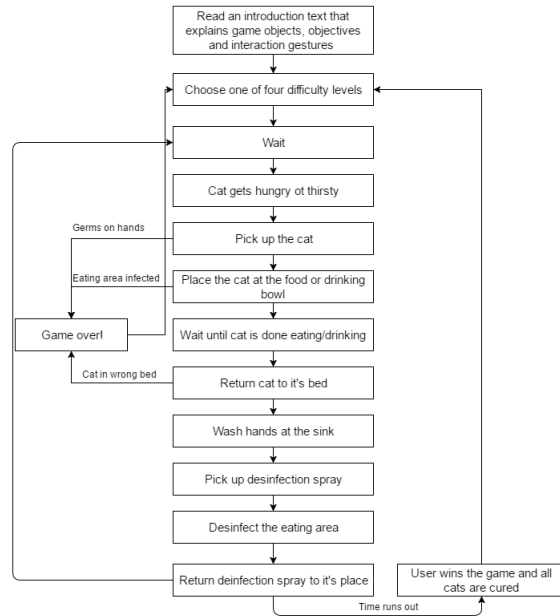 Read an introduction text that
explains game objects, objectives
and interaction gestures
Choose one of four difficulty levels
Wait
Cat gets hungry ot thirsty
Germs on hands
Pick up the cat
Eating area infected
Place the cat at the food or drinking
bowl
Game over!
Wait until cat is done eating/drinking
Cat in wrong bed
Return cat to it's bed
Wash hands at the sink
Pick up desinfection spray
Desinfect the eating area
Return deinfection spray to it's place
User wins the game and all
cats are cured
Time runs out